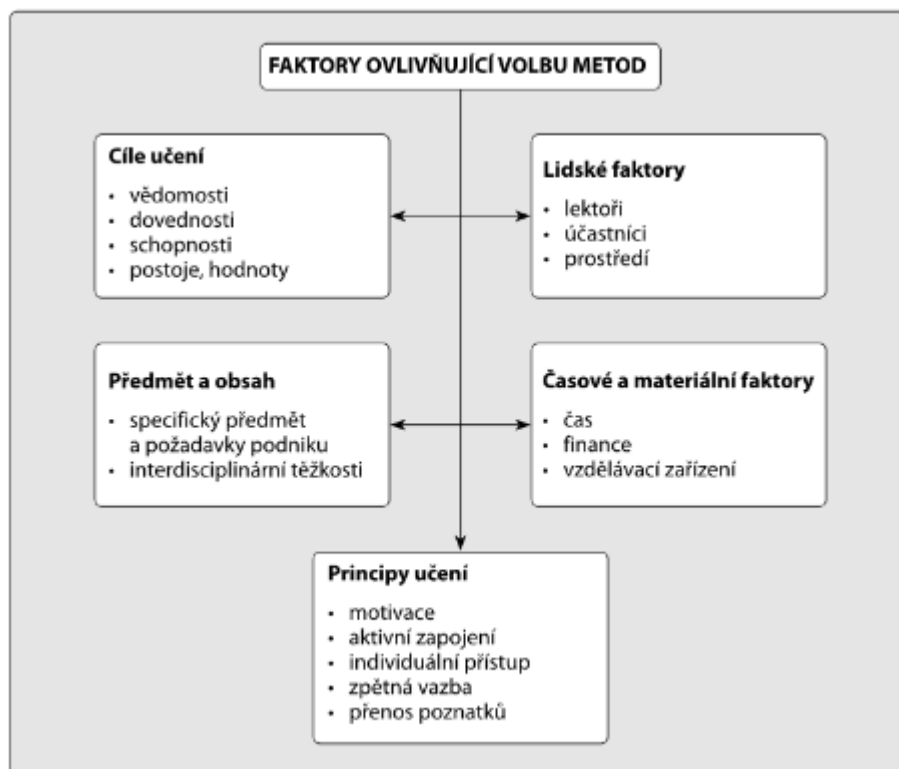 FAKTORY OVLIVŇUJÍCÍ VOLBU METOD
Cíle učení
• vědomosti
• dovednosti
• schopnosti
• postoje, hodnoty
Lidské faktory
• lektoři
• účastníci
• prostředí
Předmět a obsah
• specifický předmět
a požadavky podniku
• interdisciplinární těžkosti
Časové a materiální faktory
• čas
• finance
• vzdělávací zařízení
Principy učení
• motivace
• aktivní zapojení
• individuální přístup
• zpětná vazba
• přenos poznatků